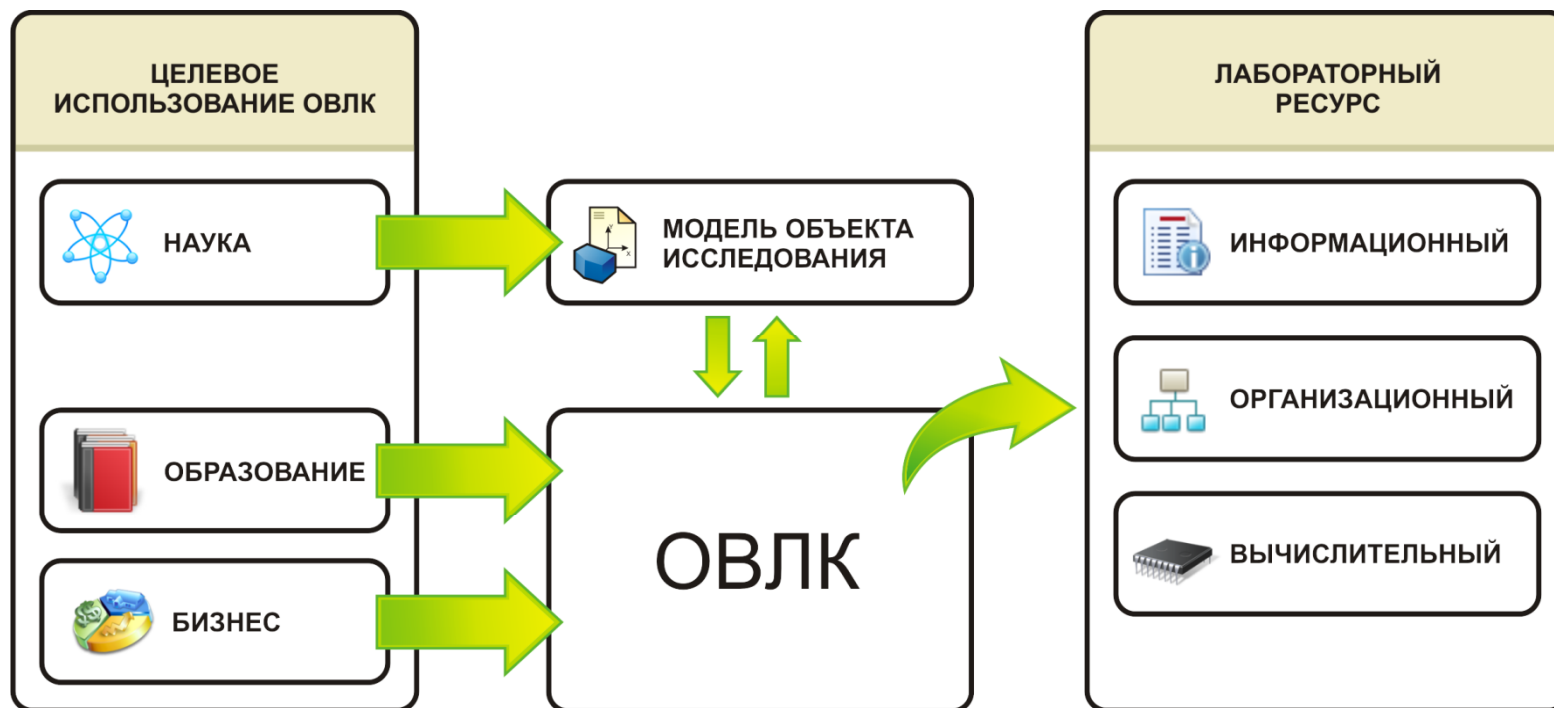 ЦЕЛЕВОЕ
ИСПОЛЬЗОВАНИЕ ОВЛК
НАУКА
ОБРАЗОВАНИЕ
БИЗНЕС
МОДЕЛЬ ОБЪЕКТА
ИССЛЕДОВАНИЯ
ОВЛК
ЛАБОРАТОРНЫЙ
РЕСУРС
ИНФОРМАЦИОННЫЙ
ОРГАНИЗАЦИОННЫЙ
ВЫЧИСЛИТЕЛЬНЫЙ